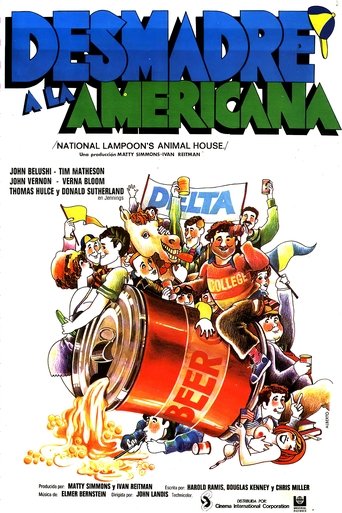 DESMADRE
A LA AMERICANA
/NATIONAL LAMPOON'S ANIMAL HOUSE/
Una producción MATTY SIMMONS-IVAN REITMAN
JOHN BELUSHI - TIM MATHESON
JOHN VERNON - VERNA BLOOM
THOMAS HULCE y DONALD SUTHERLAND
en Jennings
DELTA
COLLEGE
BEER
Producida por: MATTY SIMMONS y IVAN REITMAN Escrita por: HAROLD RAMIS, DOUGLAS KENNEY y CHRIS MILLER
Música de: ELMER BERNSTEIN Dirigida por: JOHN LANDIS Technicolor
DISTRIBUIDA POR:
Cinema International Corporation